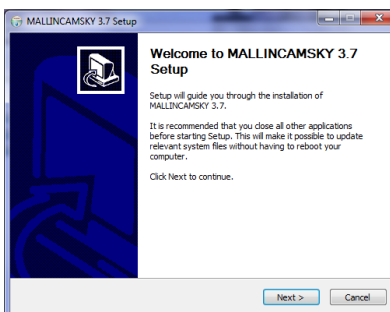 MALLINCAMSKY 3.7 Setup
Welcome to MALLINCAMSKY 3.7
Setup
Setup will guide you through the installation of
MALLINCAMSKY 3.7.
It is recommended that you close all other applications
before starting Setup. This will make it possible to update
relevant system files without having to reboot your
computer.
Click Next to continue.
Next >
Cancel